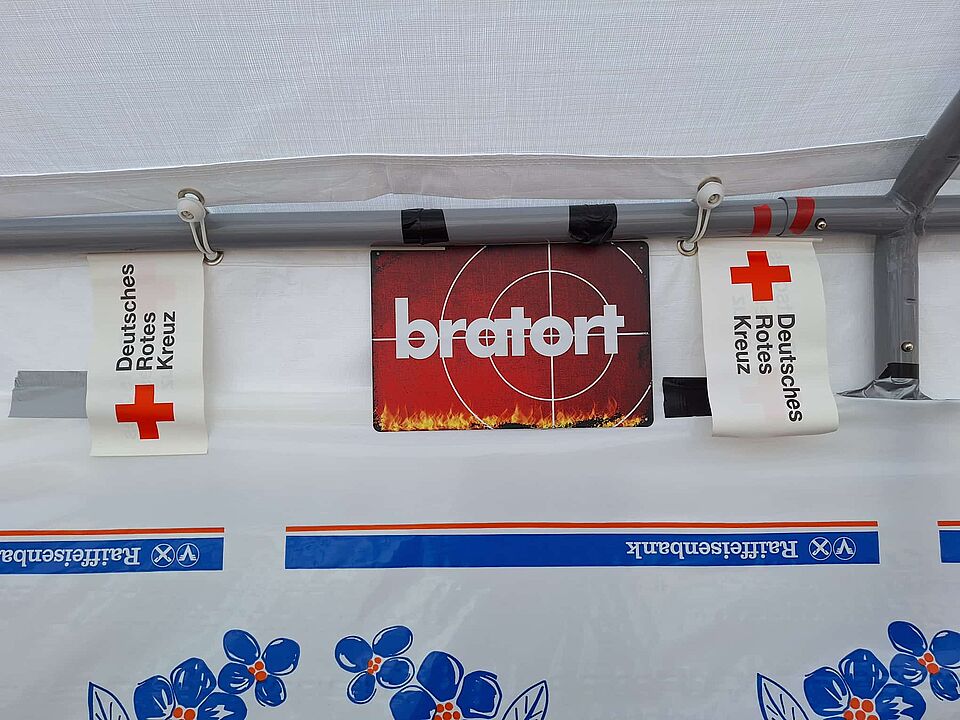 Deutsches
Rotes
Kreuz
bratort
Deutsches
Rotes
Kreuz
Raiffeisenbank
Raiffeisenbank